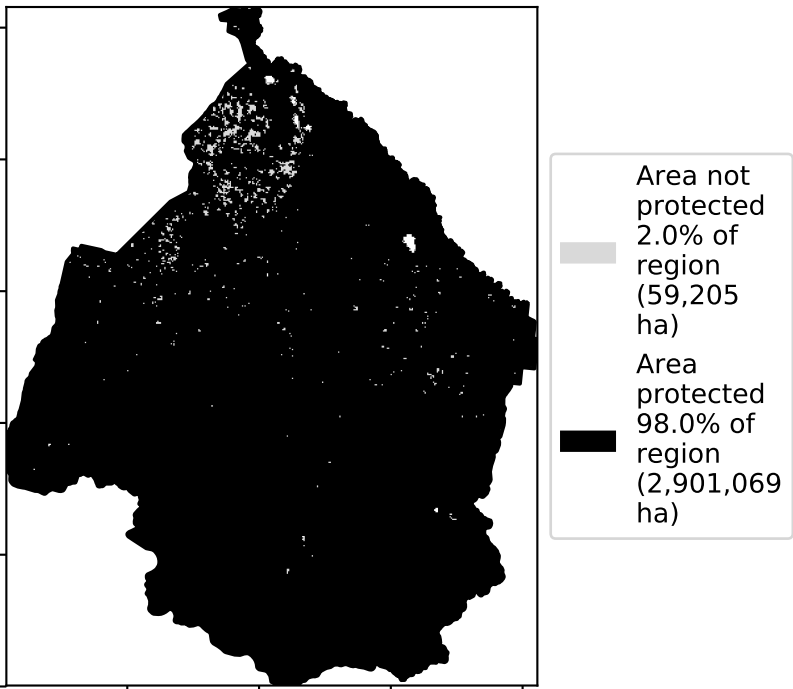 Area not
protected
2.0% of
region
(59,205
ha)
Area
protected
98.0% of
region
(2,901,069
ha)